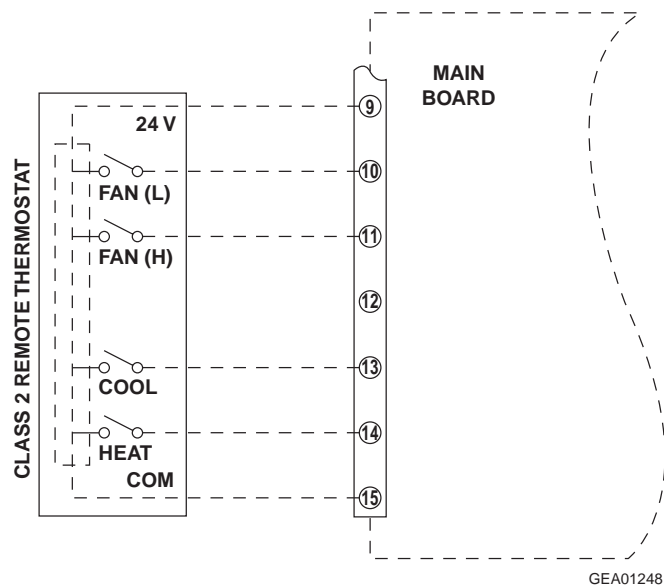 MAIN
BOARD
CLASS 2 REMOTE THERMOSTAT
24 V
9
FAN (L)
10
FAN (H)
11
12
COOL
13
HEAT
14
COM
15
GEA01248